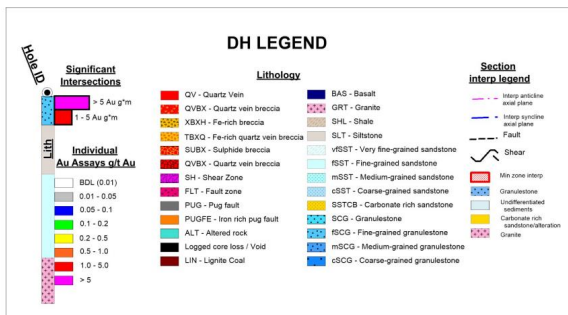 DH LEGEND
Hole ID
Significant
Intersections
> 5 Au g*m
1 - 5 Au g*m
Lith
Individual
Au Assays g/t Au
BDL (0.01)
0.01 - 0.05
0.05 - 0.1
0.1 - 0.2
0.2 - 0.5
0.5 - 1.0
1.0 - 5.0
> 5
Lithology
QV - Quartz Vein
QVBX - Quartz vein breccia
XBXH - Fe-rich breccia
TBXQ - Fe-rich quartz vein breccia
SUBX - Sulphide breccia
QVBX - Quartz vein breccia
SH - Shear Zone
FLT - Fault zone
PUG - Pug fault
PUGFE - Iron rich pug fault
ALT - Altered rock
Logged core loss / Void
LIN - Lignite Coal
BAS - Basalt
GRT - Granite
SHL - Shale
SLT - Siltstone
vfSST - Very fine-grained sandstone
fSST - Fine-grained sandstone
mSST - Medium-grained sandstone
cSST - Coarse-grained sandstone
SSTCB - Carbonate rich sandstone
SCG - Granulestone
fSCG - Fine-grained granulestone
mSCG - Medium-grained granulestone
cSCG - Coarse-grained granulestone
Section
interp legend
Interp anticline
axial plane
Interp syncline
axial plane
Fault
Shear
Min zone interp
Granulestone
Undifferentiated
sediments
Carbonate rich
sandstone/alteration
Granite